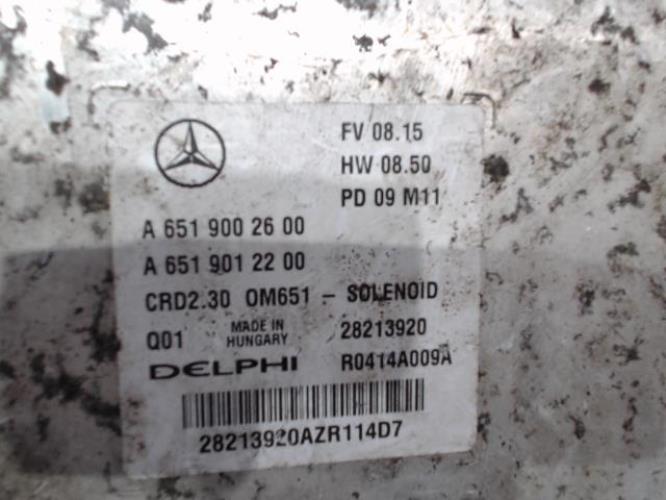 FV 08.15
HW 08.50
PD 09 M11
A 651 900 26 00
A 651 901 22 00
CRD2.30 OM651 - SOLENOID
Q01 MADE IN HUNGARY 28213920
DELPHI R0414A009A
28213920AZR114D7